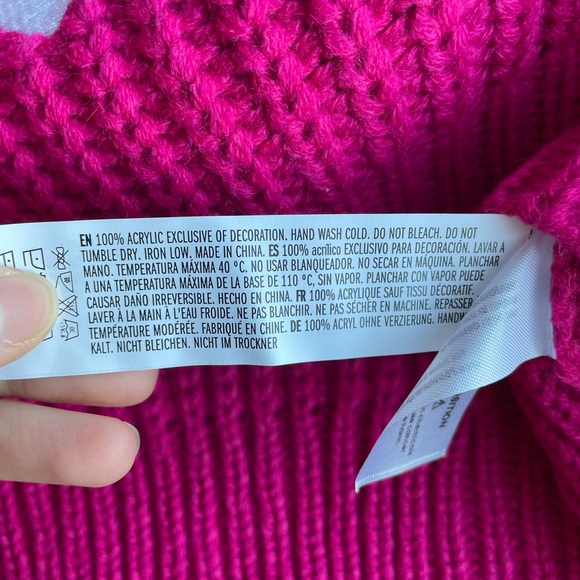 EN 100% ACRYLIC EXCLUSIVE OF DECORATION. HAND WASH COLD. DO NOT BLEACH. DO NOT
TUMBLE DRY. IRON LOW. MADE IN CHINA. ES 100% acrílico EXCLUSIVO PARA DECORACIÓN. LAVAR A
MANO. TEMPERATURA MÁXIMA 40 ºC. NO USAR BLANQUEADOR. NO SECAR EN MÁQUINA. PLANCHAR
A UNA TEMPERATURA MÁXIMA DE LA BASE DE 110 ºC, SIN VAPOR. PLANCHAR CON VAPOR PUEDE
CAUSAR DAÑO IRREVERSIBLE. HECHO EN CHINA. FR 100% ACRYLIQUE SAUF TISSU DÉCORATIF.
LAVER À LA MAIN À L'EAU FROIDE. NE PAS BLANCHIR. NE PAS SÉCHER EN MACHINE. REPASSER
TEMPÉRATURE MODÉRÉE. FABRIQUÉ EN CHINE. DE 100% ACRYL OHNE VERZIERUNG. HANDW
KALT. NICHT BLEICHEN. NICHT IM TROCKNER